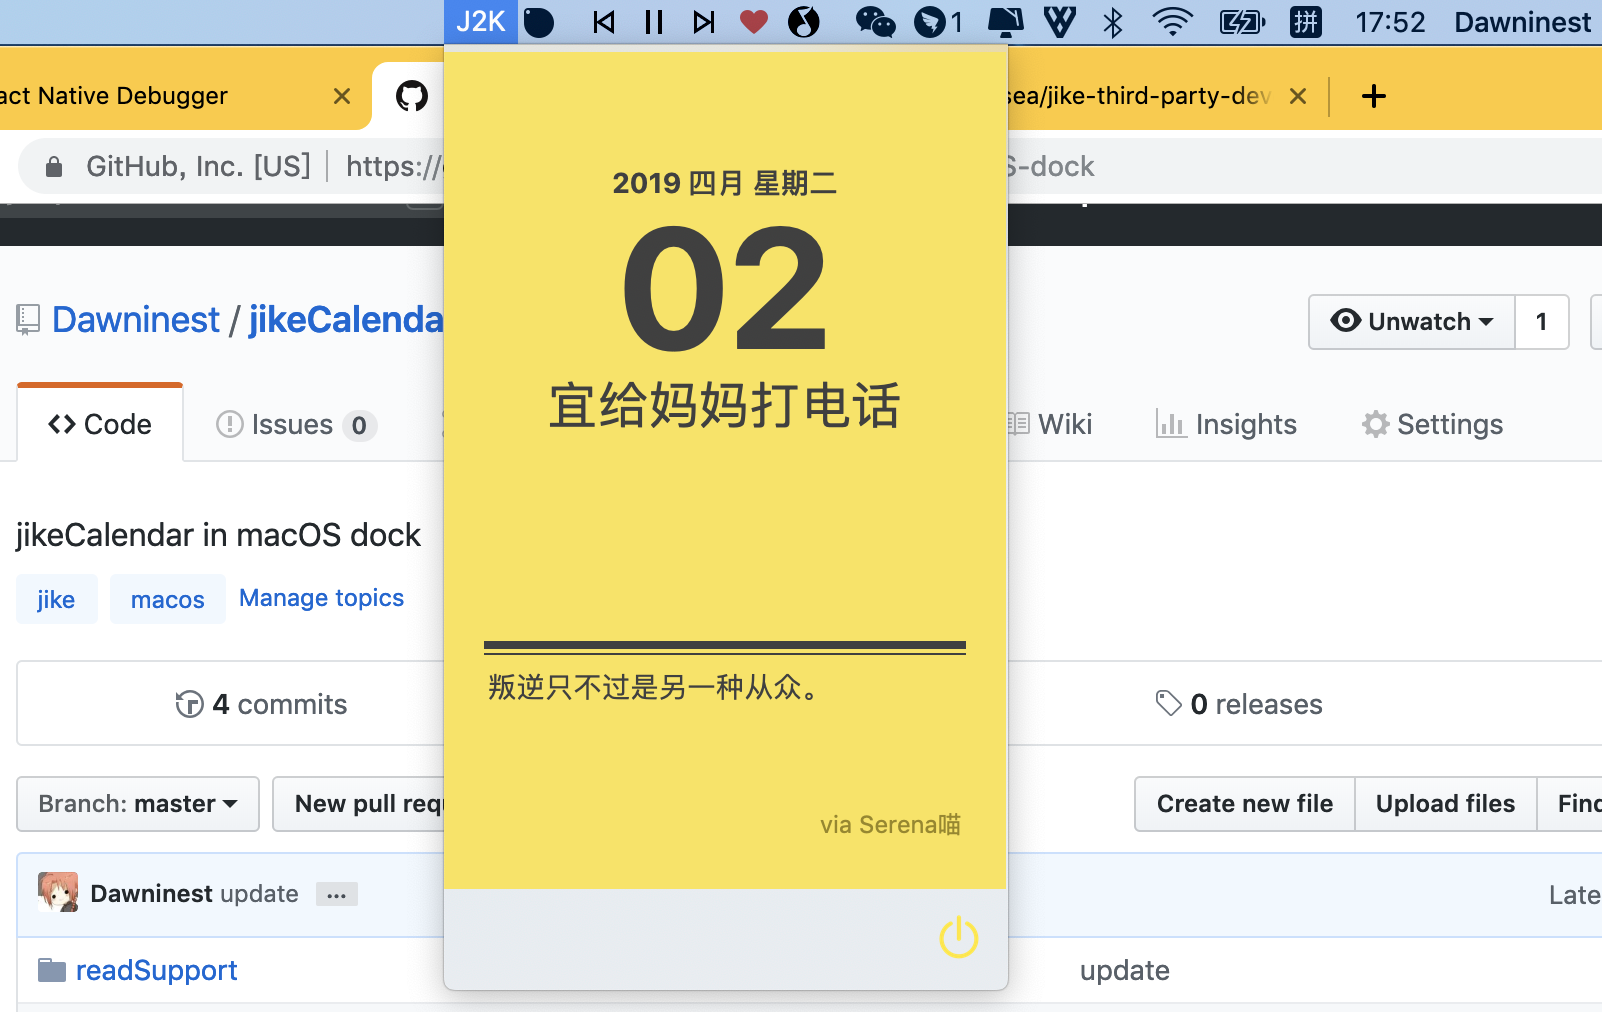 J2K 1 拼 17:52 Dawninest
act Native Debugger
sea/jike-third-party-dev
GitHub, Inc. [US] https://
S-dock
2019 四月 星期二
02
宜给妈妈打电话
叛逆只不过是另一种从众。
via Serena喵
Dawninest / jikeCalenda
Unwatch 1
Code Issues 0 Wiki Insights Settings
jikeCalendar in macOS dock
jike macos Manage topics
4 commits 0 releases
Branch: master New pull requ Create new file Upload files Find
Dawninest update ... Late
readSupport update